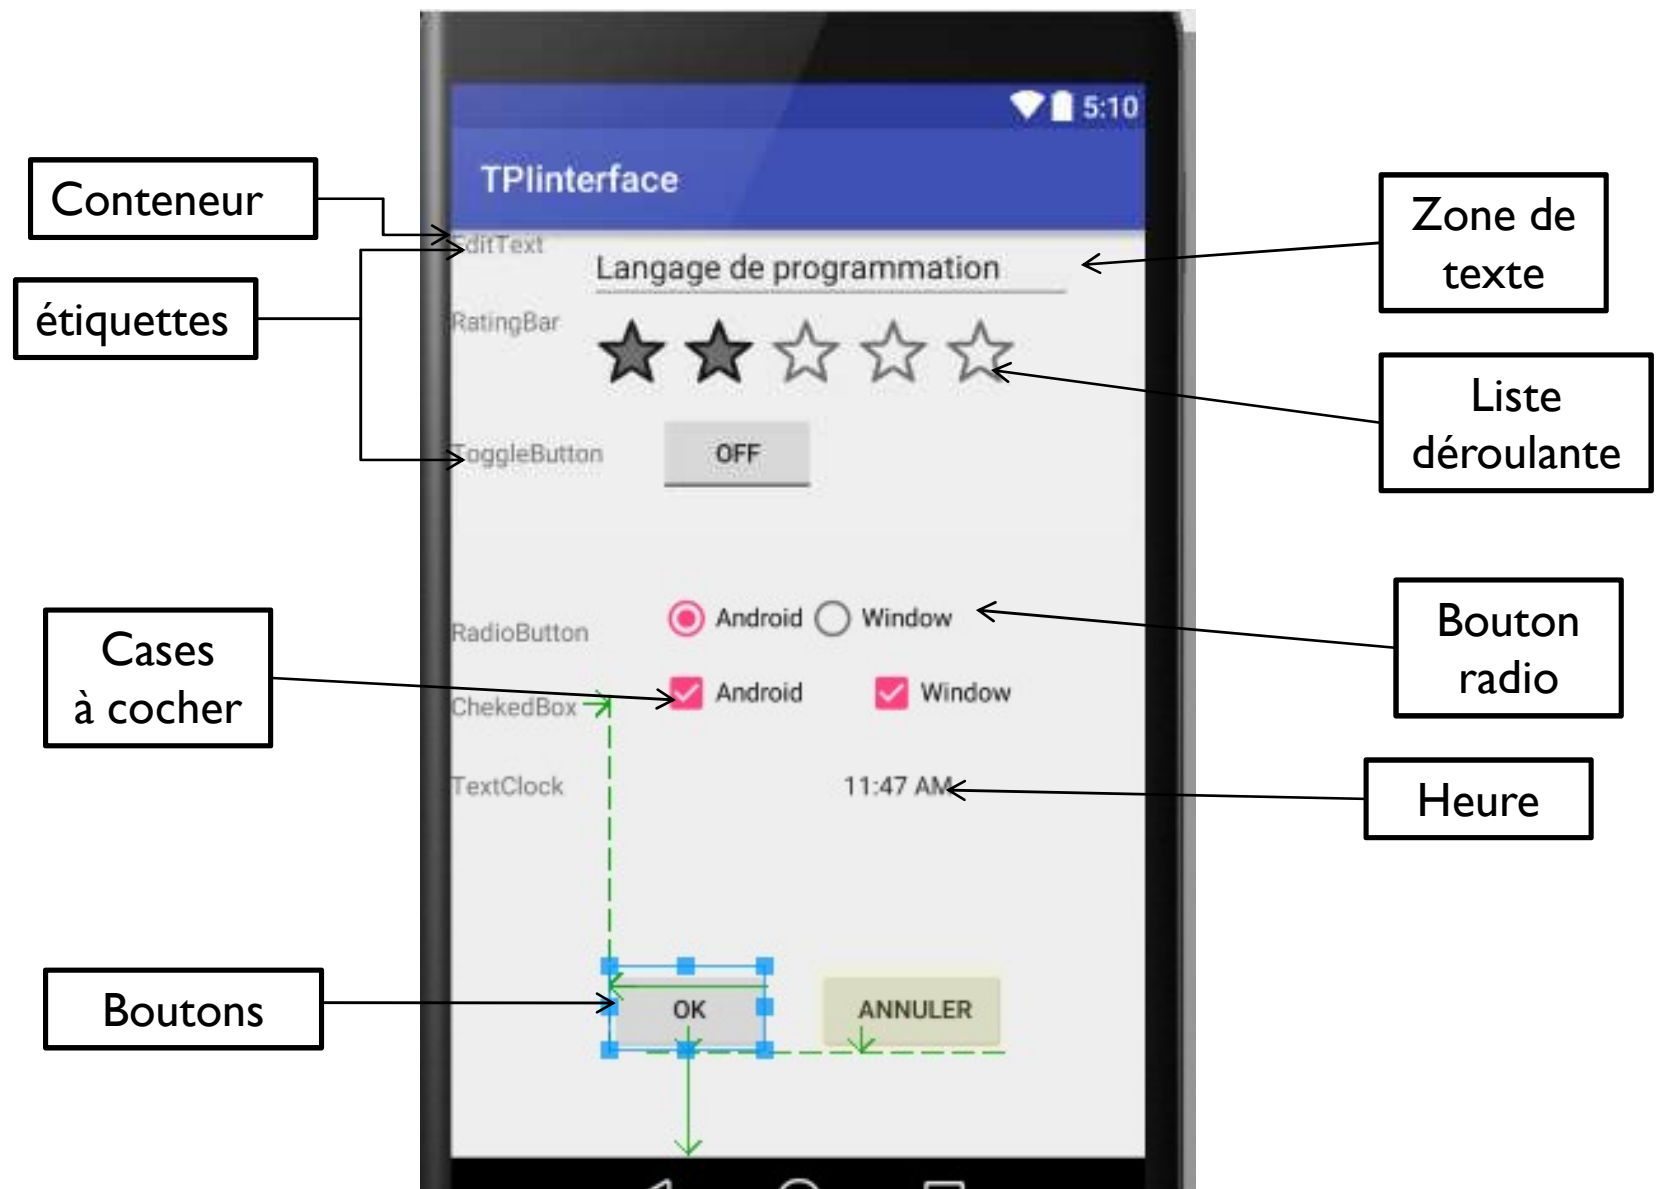 5:10
TPIinterface
Conteneur
EditText
Zone de
texte
Langage de programmation
étiquettes
RatingBar
Liste
déroulante
ToggleButton
OFF
Cases
à cocher
RadioButton
Android
Window
Bouton
radio
ChekedBox
Android
Window
TextClock
11:47 AM
Heure
Boutons
OK
ANNULER